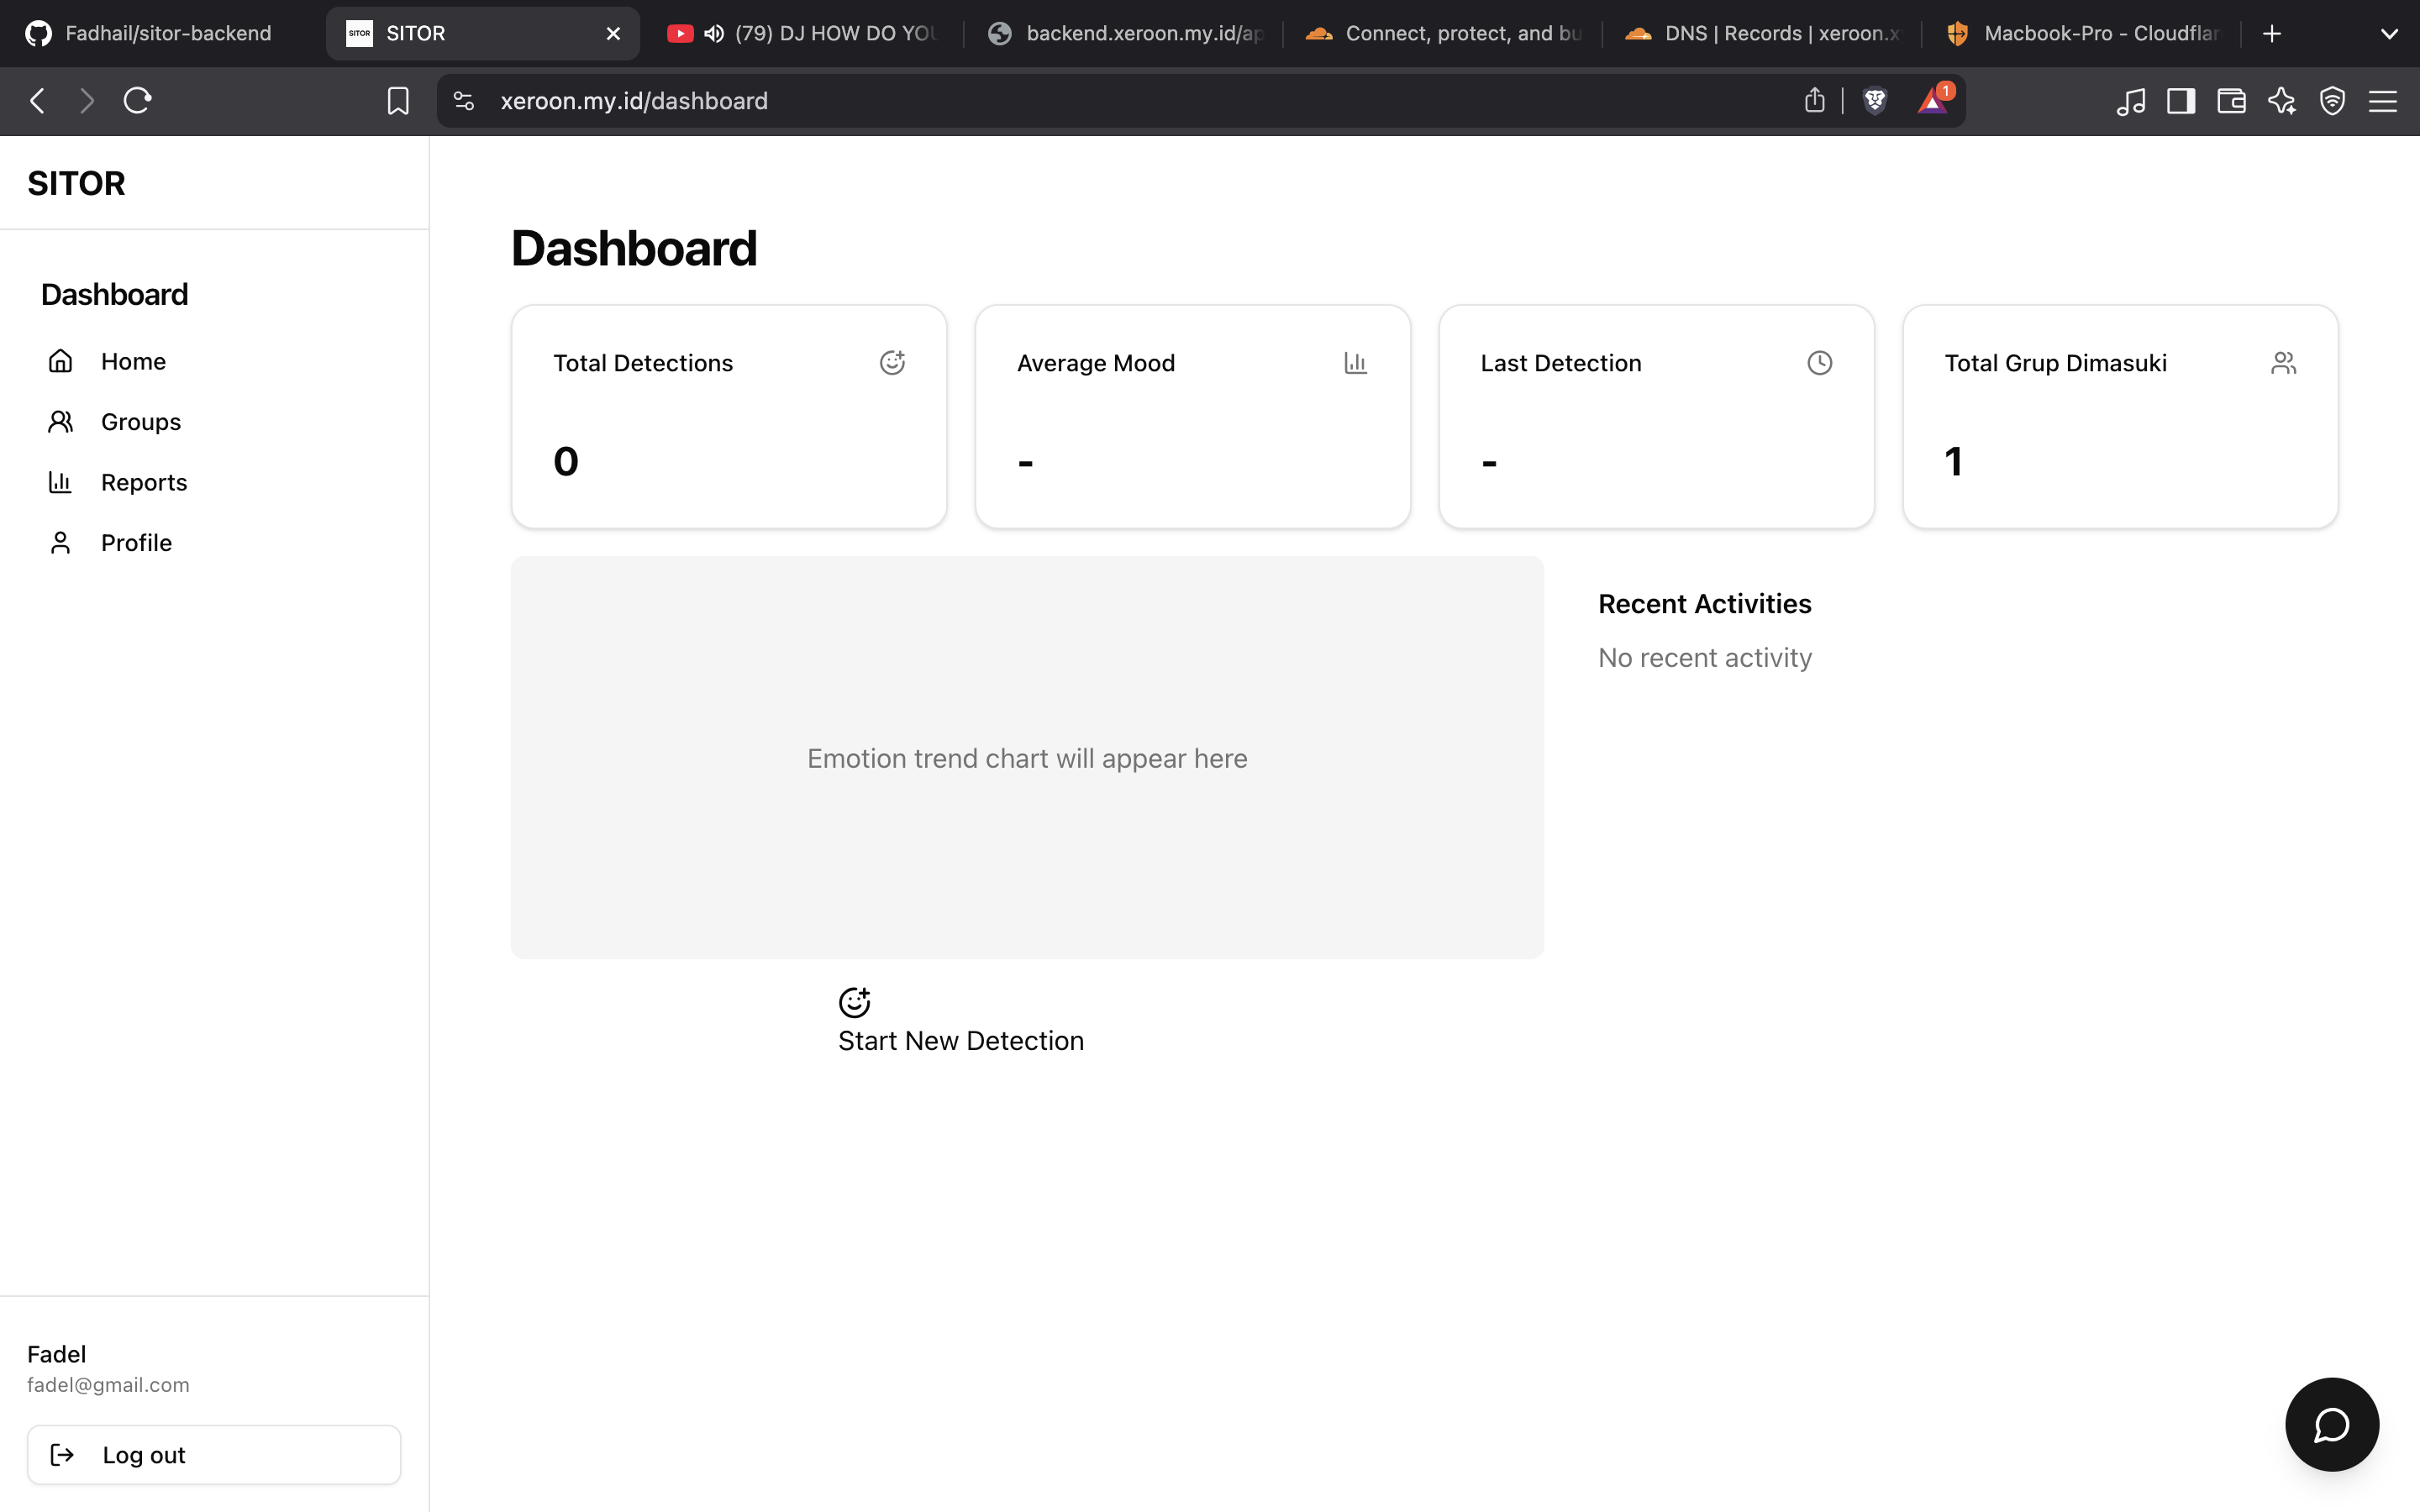 Fadhail/sitor-backend
SITOR
SITOR
(79) DJ HOW DO YOU
backend.xeroon.my.id/ap
Connect, protect, and bu
DNS | Records | xeroon.x
Macbook-Pro - Cloudflar
xeroon.my.id/dashboard
1
SITOR
Dashboard
Home
Groups
Reports
Profile
Dashboard
Total Detections
0
Average Mood
-
Last Detection
-
Total Grup Dimasuki
1
Emotion trend chart will appear here
Recent Activities
No recent activity
Start New Detection
Fadel
fadel@gmail.com
Log out